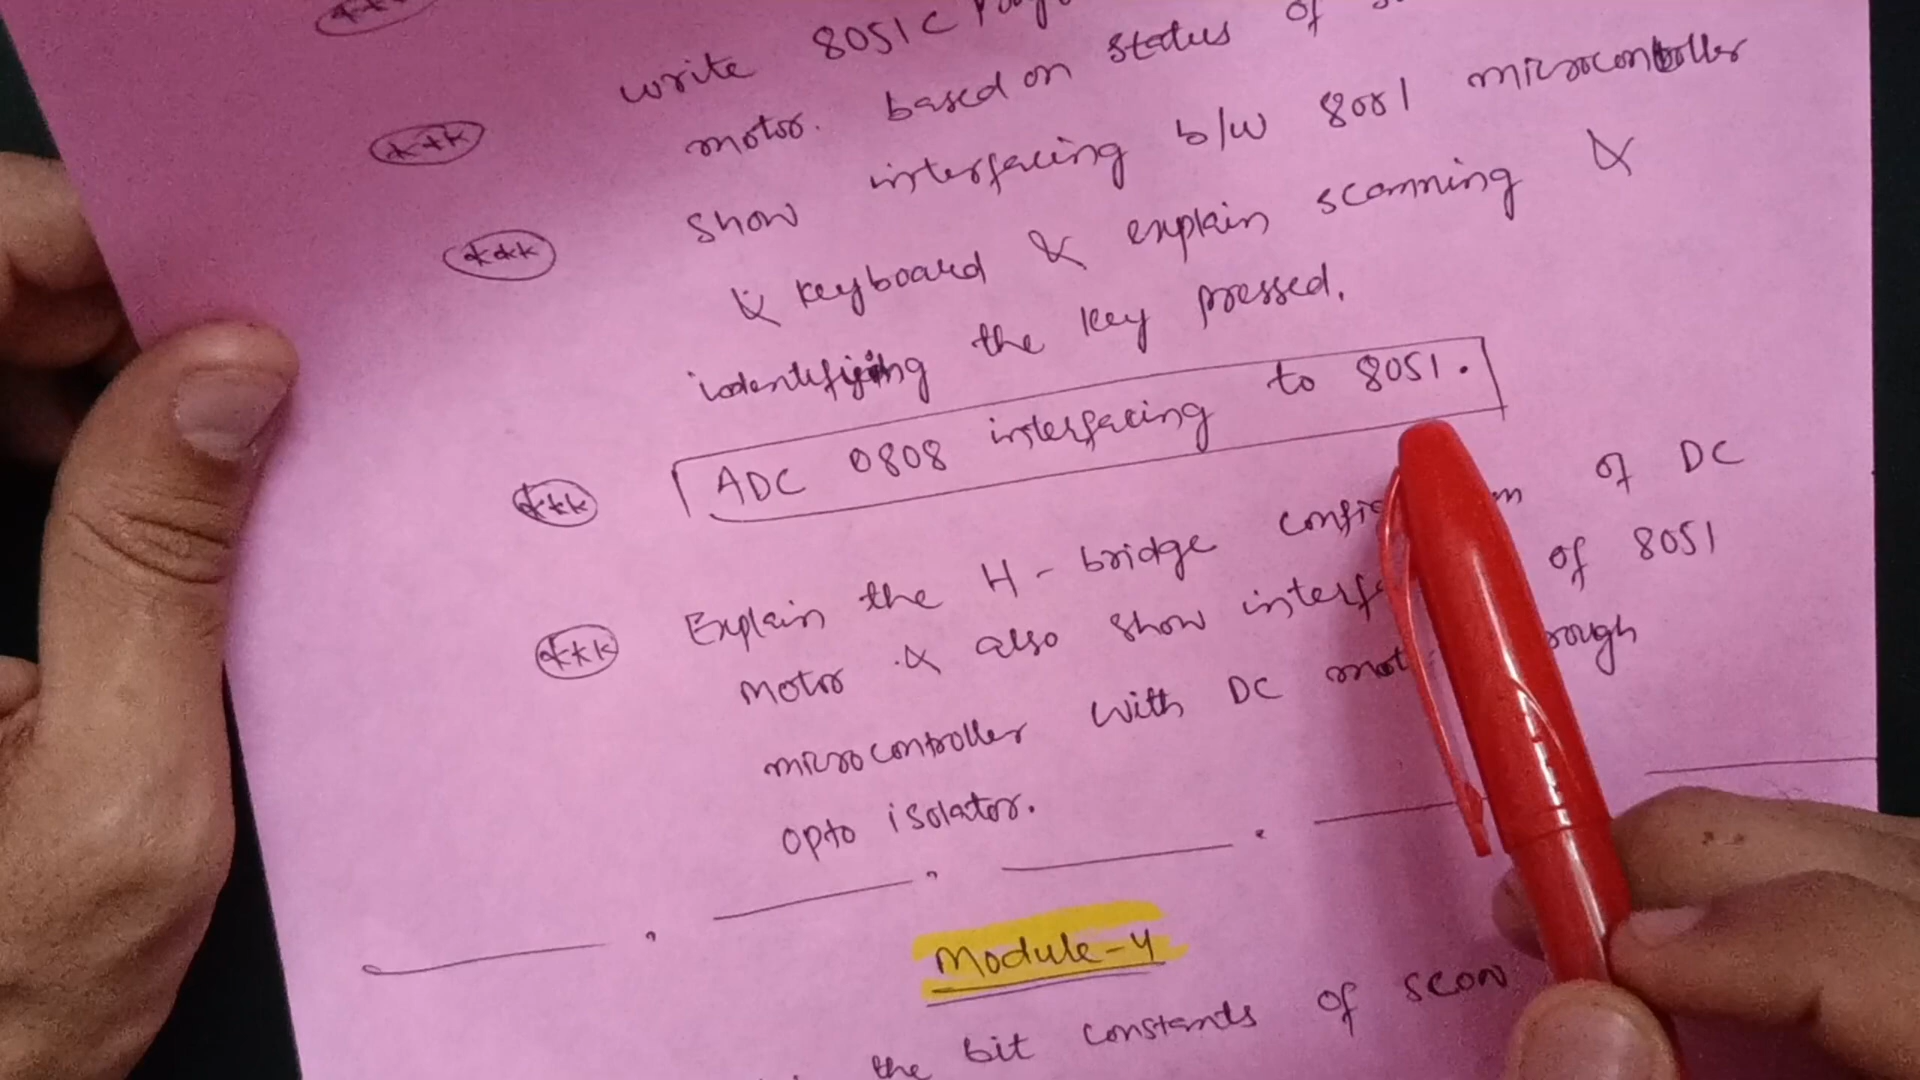 ***
write 8051 C
*** motor. based on status of
show interfacing b/w 8051 microcontroller
*** & keyboard & explain scanning &
identifying the key pressed.
*** ADC 0808 interfacing to 8051.
*** Explain the H - bridge of DC
motor & also show of 8051
microcontroller with DC
opto isolator.
Module-4
the bit constants of